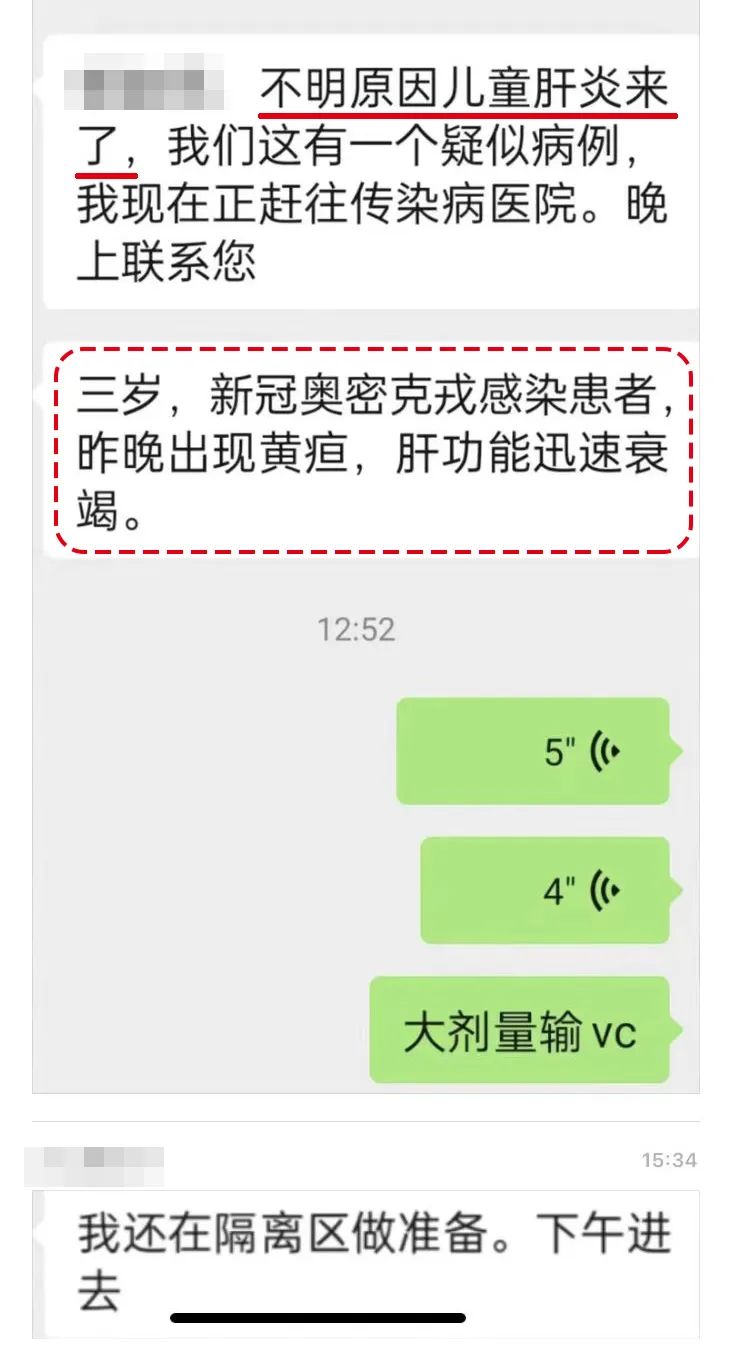 不明原因儿童肝炎来
了，我们这有一个疑似病例，
我现在正赶往传染病医院。晚
上联系您
三岁，新冠奥密克戎感染患者，
昨晚出现黄疸，肝功能迅速衰
竭。
12:52
5"
4"
大剂量输vc
15:34
我还在隔离区做准备。下午进
去